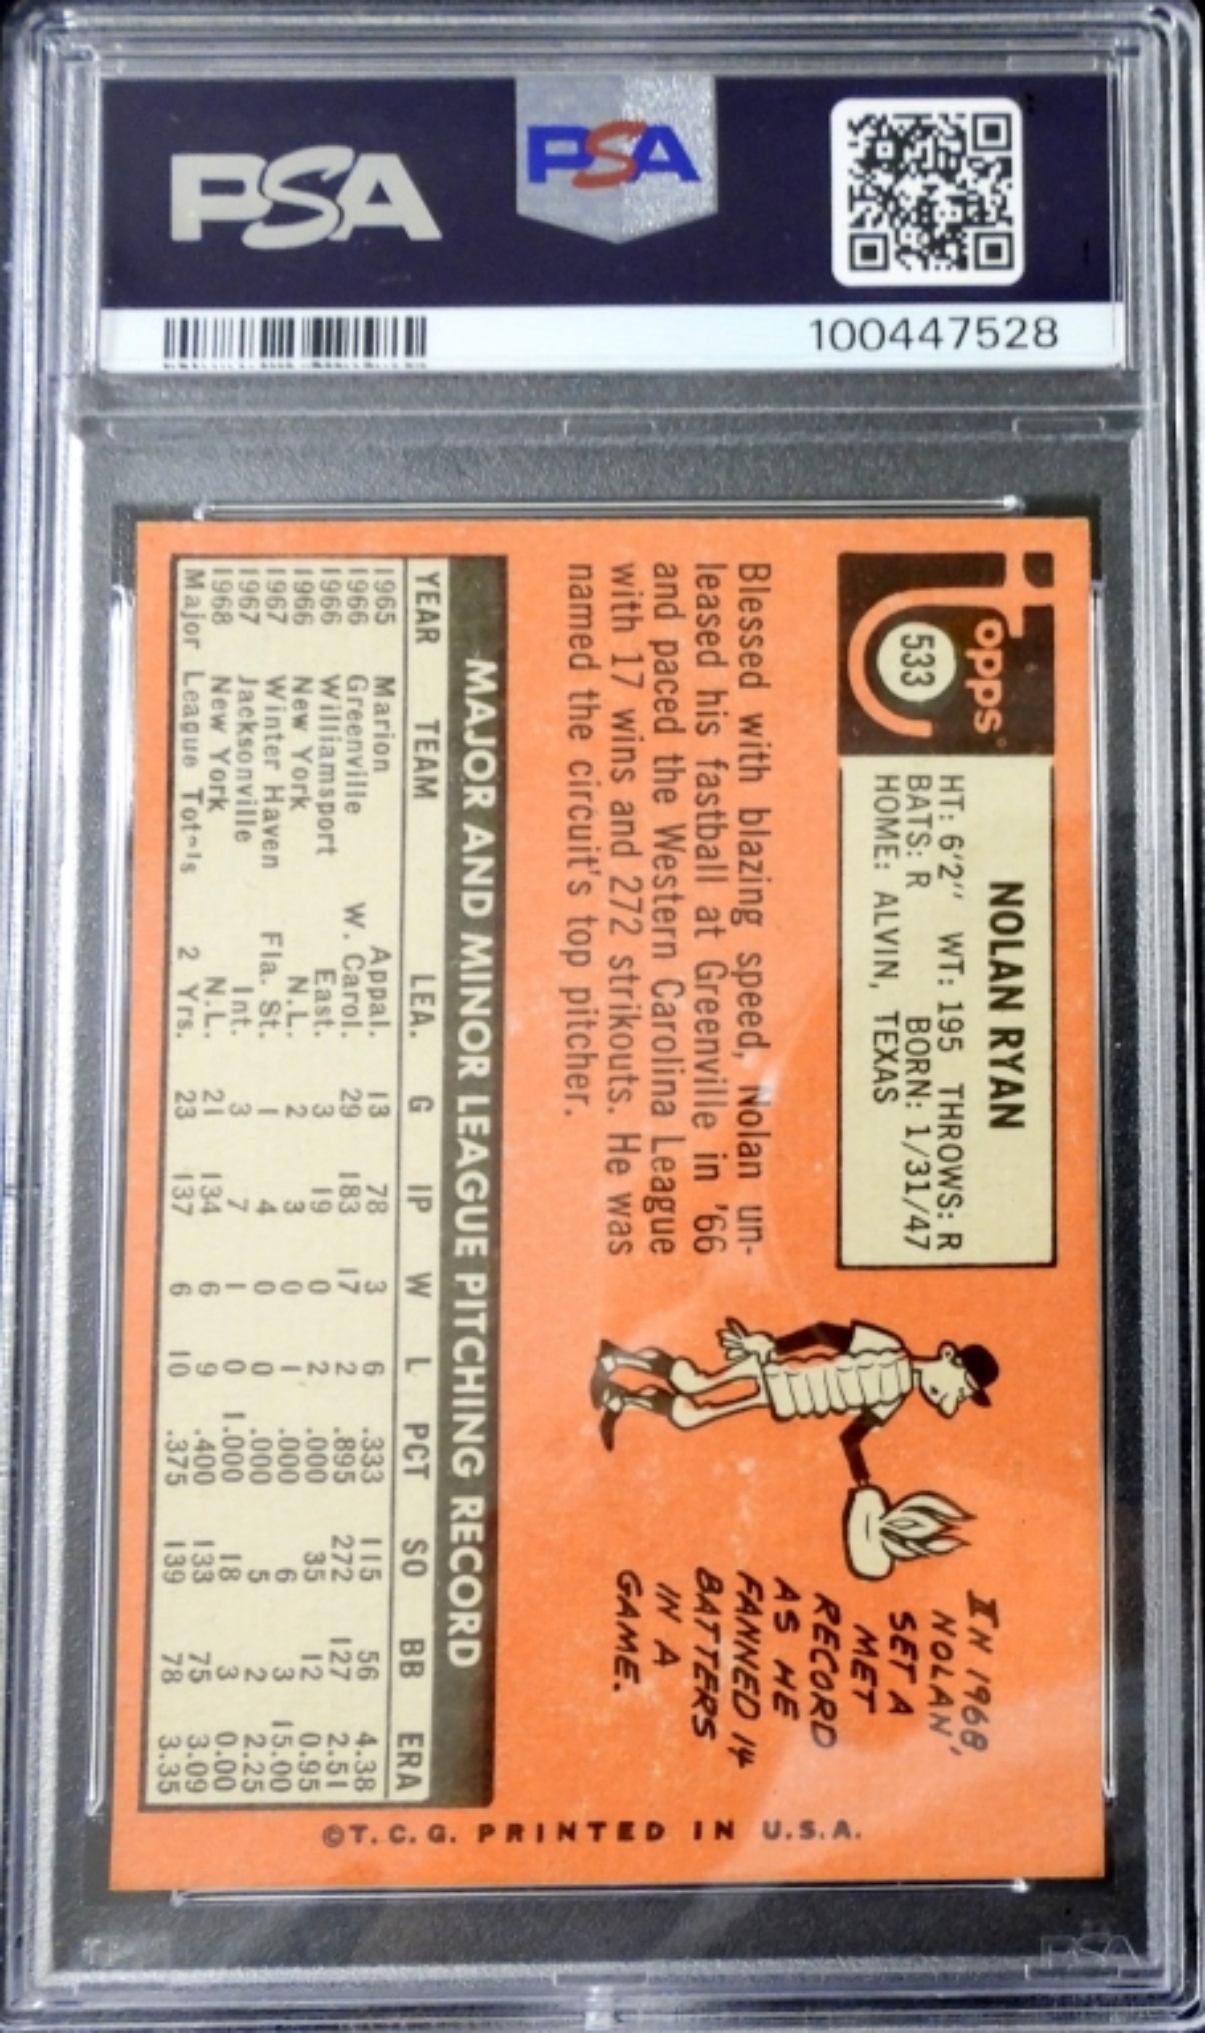 PSA
PSA
100447528
Topps
533
NOLAN RYAN
HT: 6'2" WT: 195 THROWS: R
BATS: R BORN: 1/31/47
HOME: ALVIN, TEXAS
Blessed with blazing speed, Nolan un-
leased his fastball at Greenville in '66
and paced the Western Carolina League
with 17 wins and 272 strikouts. He was
named the circuit's top pitcher.
IN 1968
NOLAN,
SET A
MET
RECORD
AS HE
FANNED 14
BATTERS
IN A
GAME.
MAJOR AND MINOR LEAGUE PITCHING RECORD
YEAR TEAM LEA. G IP W L PCT SO BB ERA
1965 Marion Appal. 13 78 3 6 .333 115 56 4.38
1966 Greenville W. Carol. 29 183 17 2 .895 272 127 2.51
1966 Williamsport East. 3 19 0 2 .000 35 12 0.95
1966 New York N.L. 2 3 0 1 .000 6 3 15.00
1967 Winter Haven Fla. St. 1 4 0 0 .000 5 2 2.25
1967 Jacksonville Int. 3 7 1 0 1.000 18 3 0.00
1968 New York N.L. 21 134 6 9 .400 133 75 3.09
Major League Totals 2 Yrs. 23 137 6 10 .375 139 78 3.35
©T.C.G. PRINTED IN U.S.A.
PSA